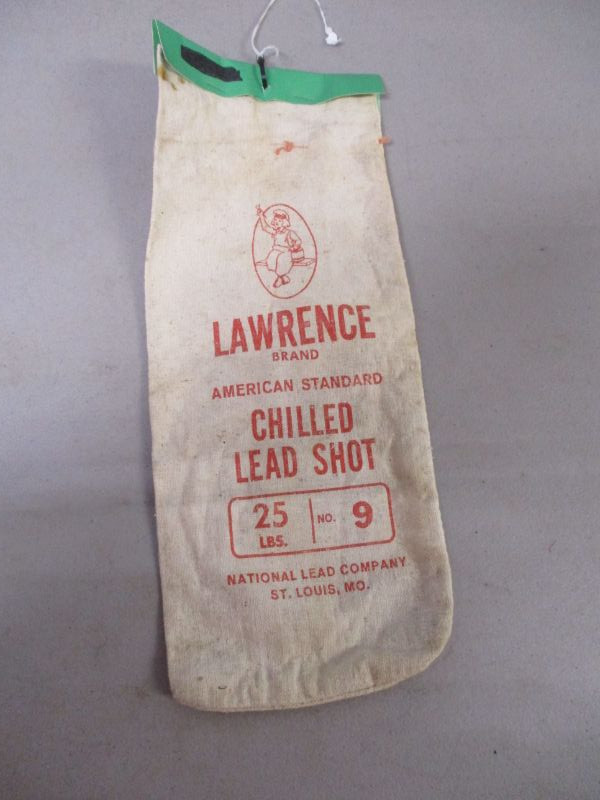 LAWRENCE
BRAND
AMERICAN STANDARD
CHILLED
LEAD SHOT
25 LBS. NO. 9
NATIONAL LEAD COMPANY
ST. LOUIS, MO.